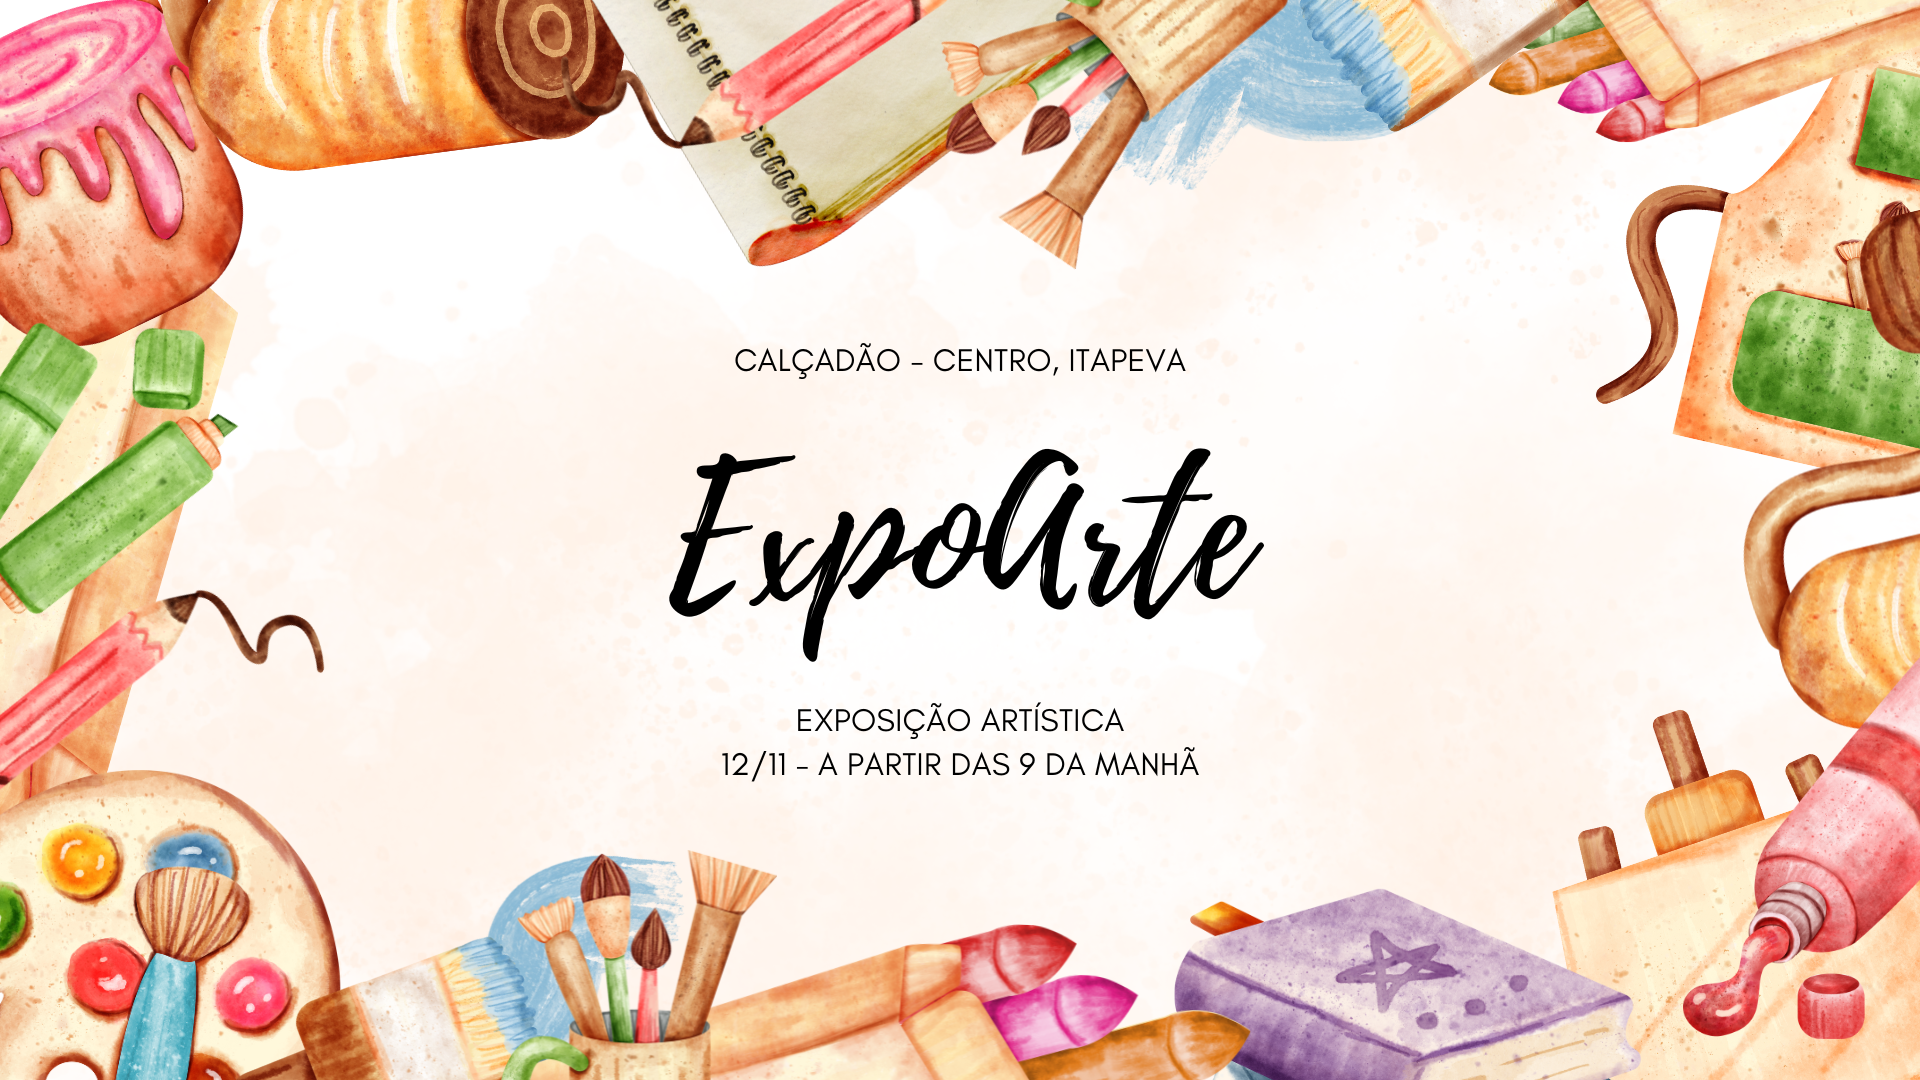 CALÇADÃO - CENTRO, ITAPEVA
ExpoArte
EXPOSIÇÃO ARTÍSTICA
12/11 - A PARTIR DAS 9 DA MANHÃ